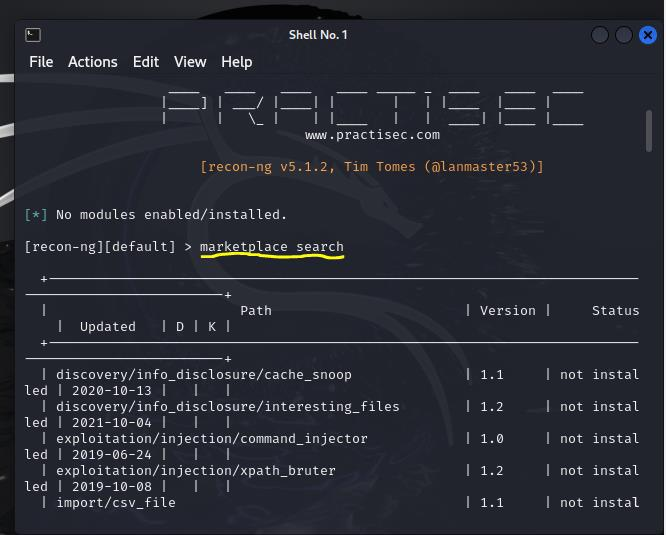 Shell No. 1
File Actions Edit View Help
PRACTISEC
www.practisec.com
[recon-ng v5.1.2, Tim Tomes (@lanmaster53)]
[*] No modules enabled/installed.
[recon-ng][default] > marketplace search
+---------------------------------------------------------------------------
-------------------------+
| Path | Version | Status
| Updated | D | K |
+---------------------------------------------------------------------------
-------------------------+
| discovery/info_disclosure/cache_snoop | 1.1 | not instal
led | 2020-10-13 | | |
| discovery/info_disclosure/interesting_files | 1.2 | not instal
led | 2021-10-04 | | |
| exploitation/injection/command_injector | 1.0 | not instal
led | 2019-06-24 | | |
| exploitation/injection/xpath_bruter | 1.2 | not instal
led | 2019-10-08 | | |
| import/csv_file | 1.1 | not instal